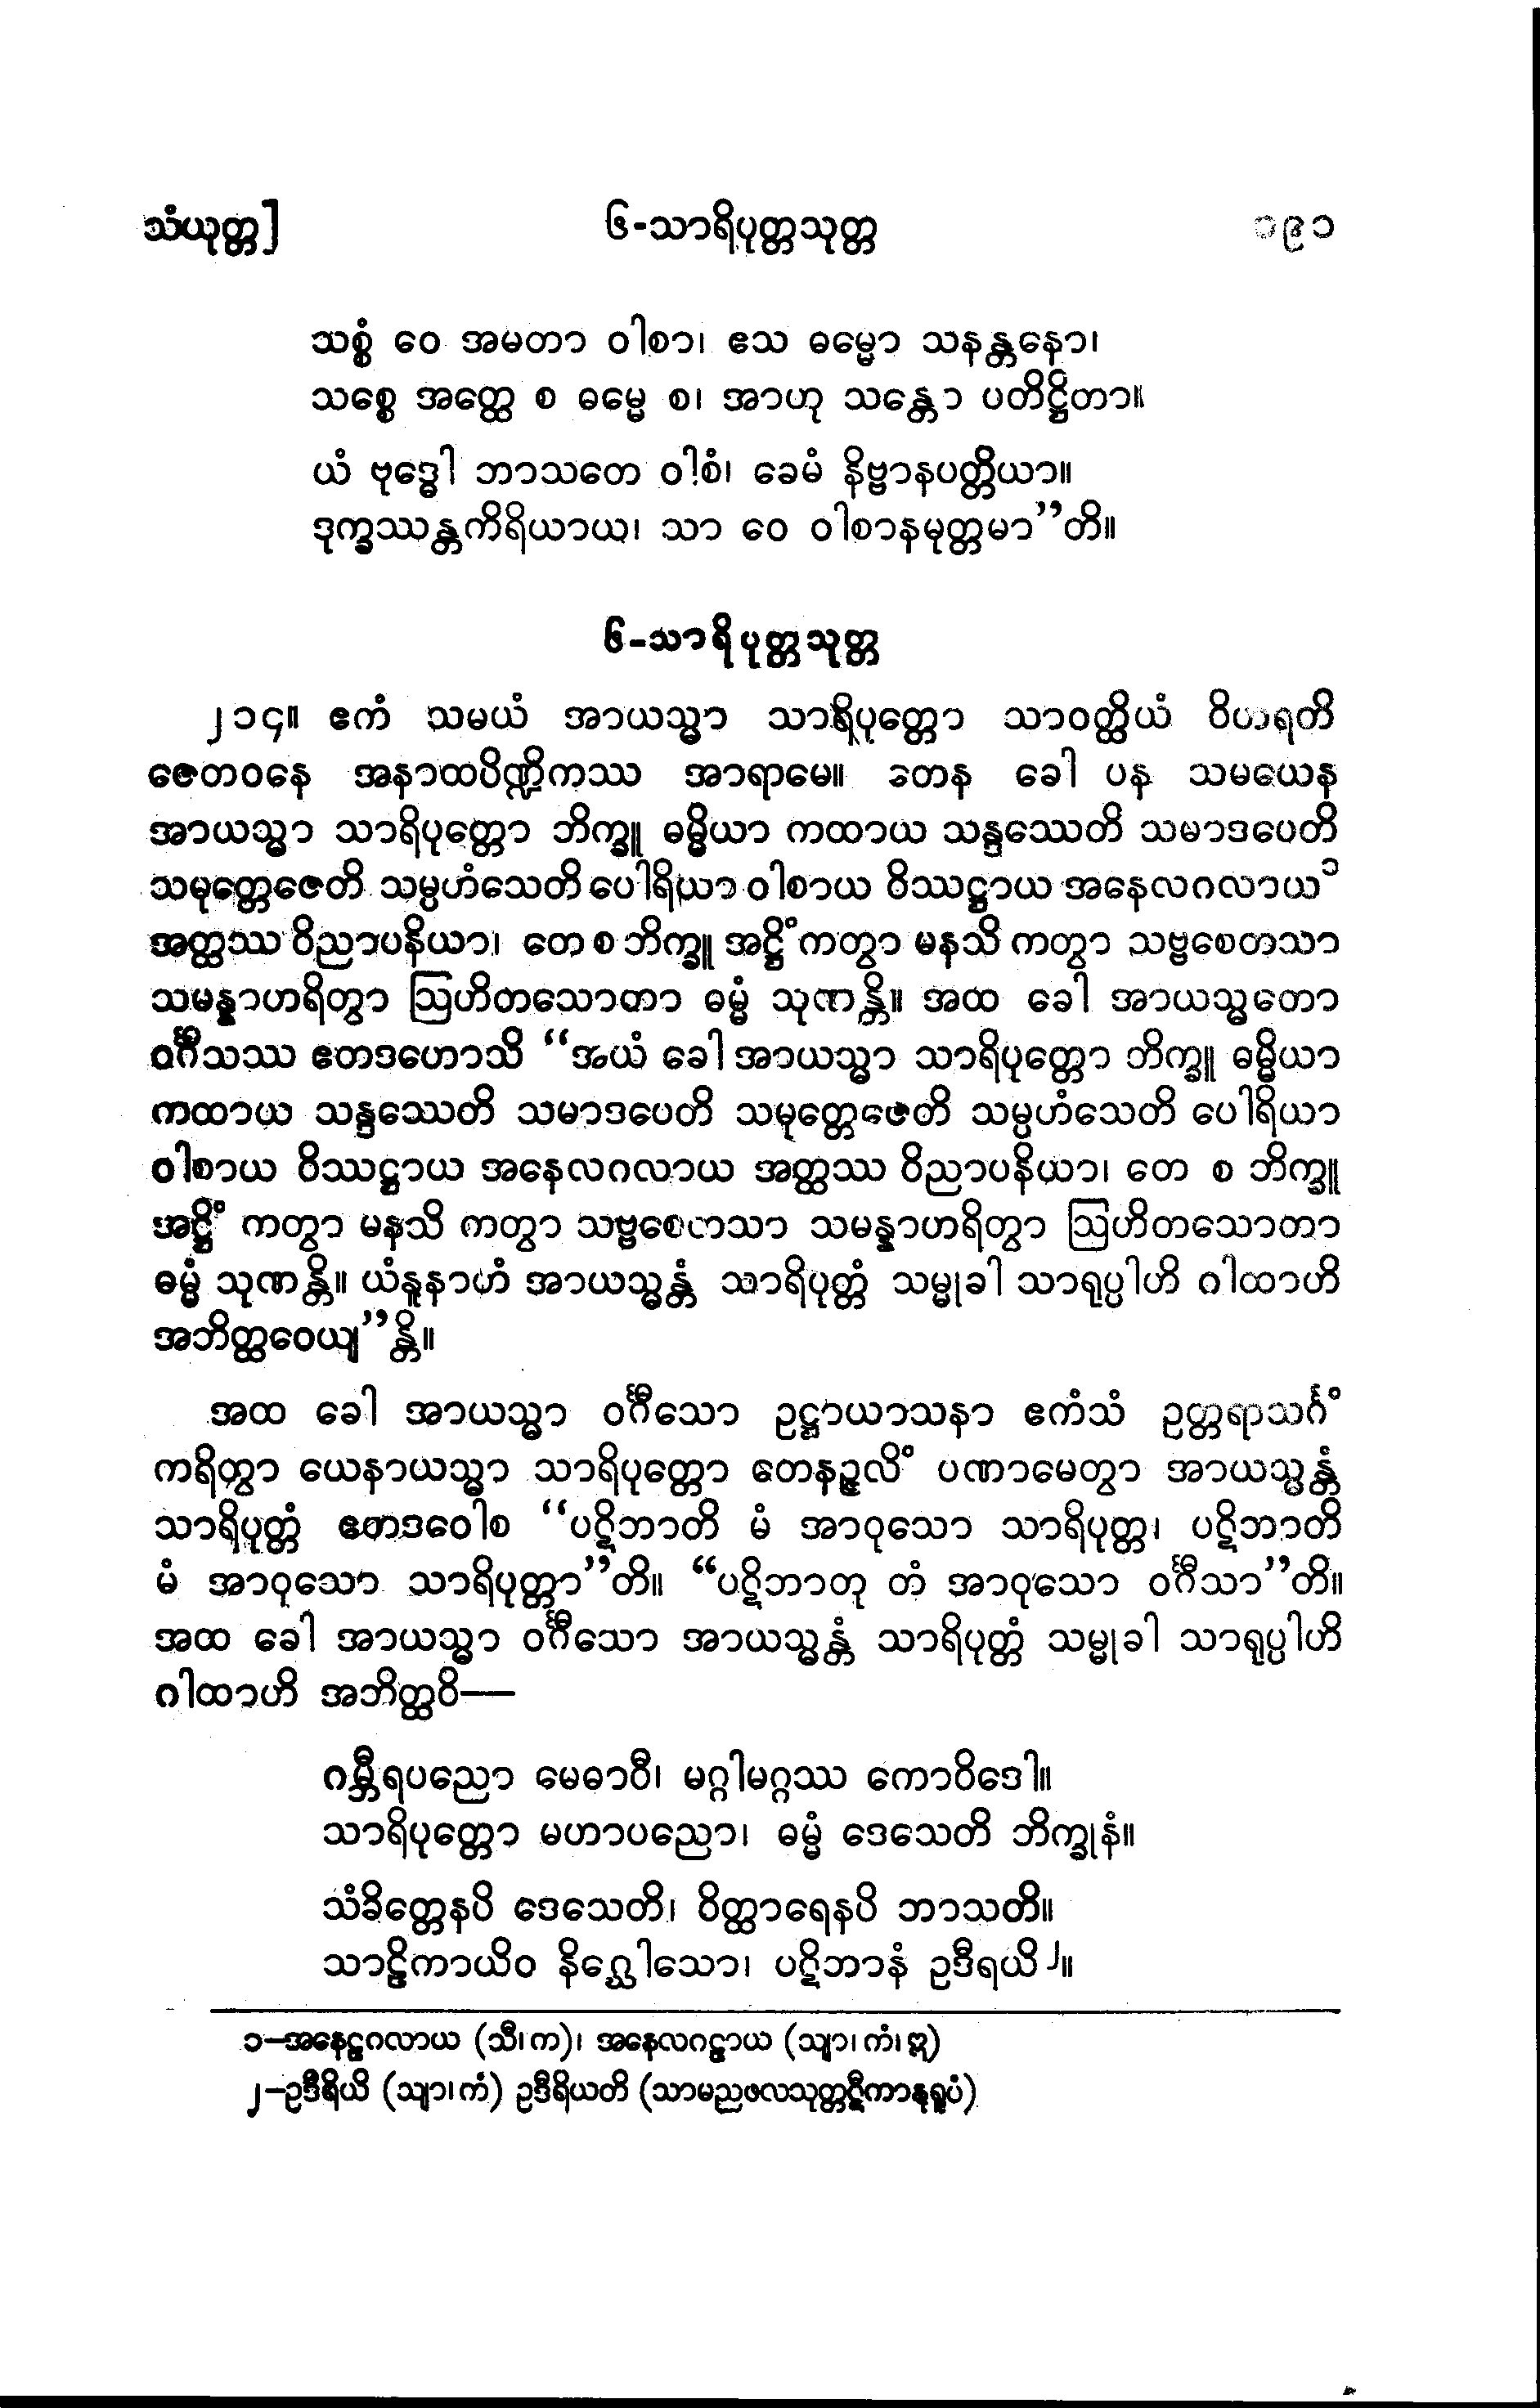 သံယုတ္တ] ၆-သာရိပုတ္တသုတ္တ ၁၉၁
သစ္စံ ဝေ အမတာ ဝါစာ၊ ဧသ ဓမ္မော သနန္တနော၊
သစ္စေ အတ္ထေ စ ဓမ္မေ စ၊ အာဟု သန္တော ပတိဋ္ဌိတာ။
ယံ ဗုဒ္ဓေါ ဘာသတေ ဝါစံ၊ ခေမံ နိဗ္ဗာနပတ္တိယာ။
ဒုက္ခဿန္တကိရိယာယ၊ သာ ဝေ ဝါစာနမုတ္တမာ”တိ။
၆-သာရိပုတ္တသုတ္တ
၂၁၄။ ဧကံ သမယံ အာယသ္မာ သာရိပုတ္တော သာဝတ္ထိယံ ဝိဟရတိ
ဇေတဝနေ အနာထပိဏ္ဍိကဿ အာရာမေ။ တေန ခေါ ပန သမယေန
အာယသ္မာ သာရိပုတ္တော ဘိက္ခူ ဓမ္မိယာ ကထာယ သန္ဒဿေတိ သမာဒပေတိ
သမုတ္တေဇေတိ သမ္ပဟံသေတိ ပေါရိယာ ဝါစာယ ဝိဿဋ္ဌာယ အနေလဂလာယ၁
အတ္ထဿ ဝိညာပနိယာ၊ တေ စ ဘိက္ခူ အဋ္ဌိံ ကတွာ မနသိ ကတွာ သဗ္ဗစေတသာ
သမန္နာဟရိတွာ ဩဟိတသောတာ ဓမ္မံ သုဏန္တိ။ အထ ခေါ အာယသ္မတော
ဝင်္ဂီသဿ ဧတဒဟောသိ “အယံ ခေါ အာယသ္မာ သာရိပုတ္တော ဘိက္ခူ ဓမ္မိယာ
ကထာယ သန္ဒဿေတိ သမာဒပေတိ သမုတ္တေဇေတိ သမ္ပဟံသေတိ ပေါရိယာ
ဝါစာယ ဝိဿဋ္ဌာယ အနေလဂလာယ အတ္ထဿ ဝိညာပနိယာ၊ တေ စ ဘိက္ခူ
အဋ္ဌိံ ကတွာ မနသိ ကတွာ သဗ္ဗစေတသာ သမန္နာဟရိတွာ ဩဟိတသောတာ
ဓမ္မံ သုဏန္တိ။ ယံနူနာဟံ အာယသ္မန္တံ သာရိပုတ္တံ သမ္မုခါ သာရုပ္ပါဟိ ဂါထာဟိ
အဘိတ္ထဝေယျ”န္တိ။
အထ ခေါ အာယသ္မာ ဝင်္ဂီသော ဥဋ္ဌာယာသနာ ဧကံသံ ဥတ္တရာသင်္ဂံ
ကရိတွာ ယေနာယသ္မာ သာရိပုတ္တော တေနဉ္ဇလိံ ပဏာမေတွာ အာယသ္မန္တံ
သာရိပုတ္တံ ဧတဒဝေါစ “ပဋိဘာတိ မံ အာဝုသော သာရိပုတ္တ၊ ပဋိဘာတိ
မံ အာဝုသော သာရိပုတ္တာ”တိ။ “ပဋိဘာတု တံ အာဝုသော ဝင်္ဂီသာ”တိ။
အထ ခေါ အာယသ္မာ ဝင်္ဂီသော အာယသ္မန္တံ သာရိပုတ္တံ သမ္မုခါ သာရုပ္ပါဟိ
ဂါထာဟိ အဘိတ္ထဝိ—
ဂမ္ဘီရပညော မေဓာဝီ၊ မဂ္ဂါမဂ္ဂဿ ကောဝိဒေါ။
သာရိပုတ္တော မဟာပညော၊ ဓမ္မံ ဒေသေတိ ဘိက္ခုနံ။
သံခိတ္တေနပိ ဒေသေတိ၊ ဝိတ္ထာရေနပိ ဘာသတိ။
သာဠိကာယိဝ နိဂ္ဃေါသော၊ ပဋိဘာနံ ဥဒီရယိ၂။
၁–အနေဠဂလာယ (သီ၊ က)၊ အနေလဂဠာယ (သျာ၊ ကံ၊ ဣ)
၂–ဥဒီရိယိ (သျာ၊ ကံ) ဥဒီရိယတိ (သာမညဖလသုတ္တဋီကာနုရူပံ)